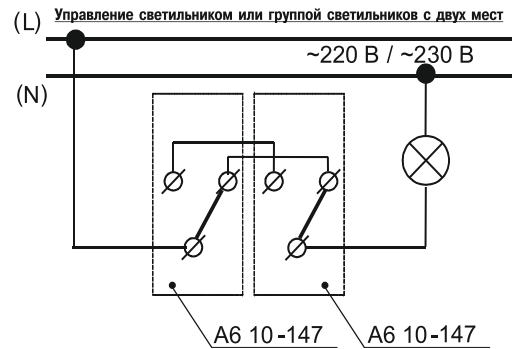 Управление светильником или группой светильников с двух мест
(L)
~220 В / ~230 В
(N)
А6 10-147
А6 10-147